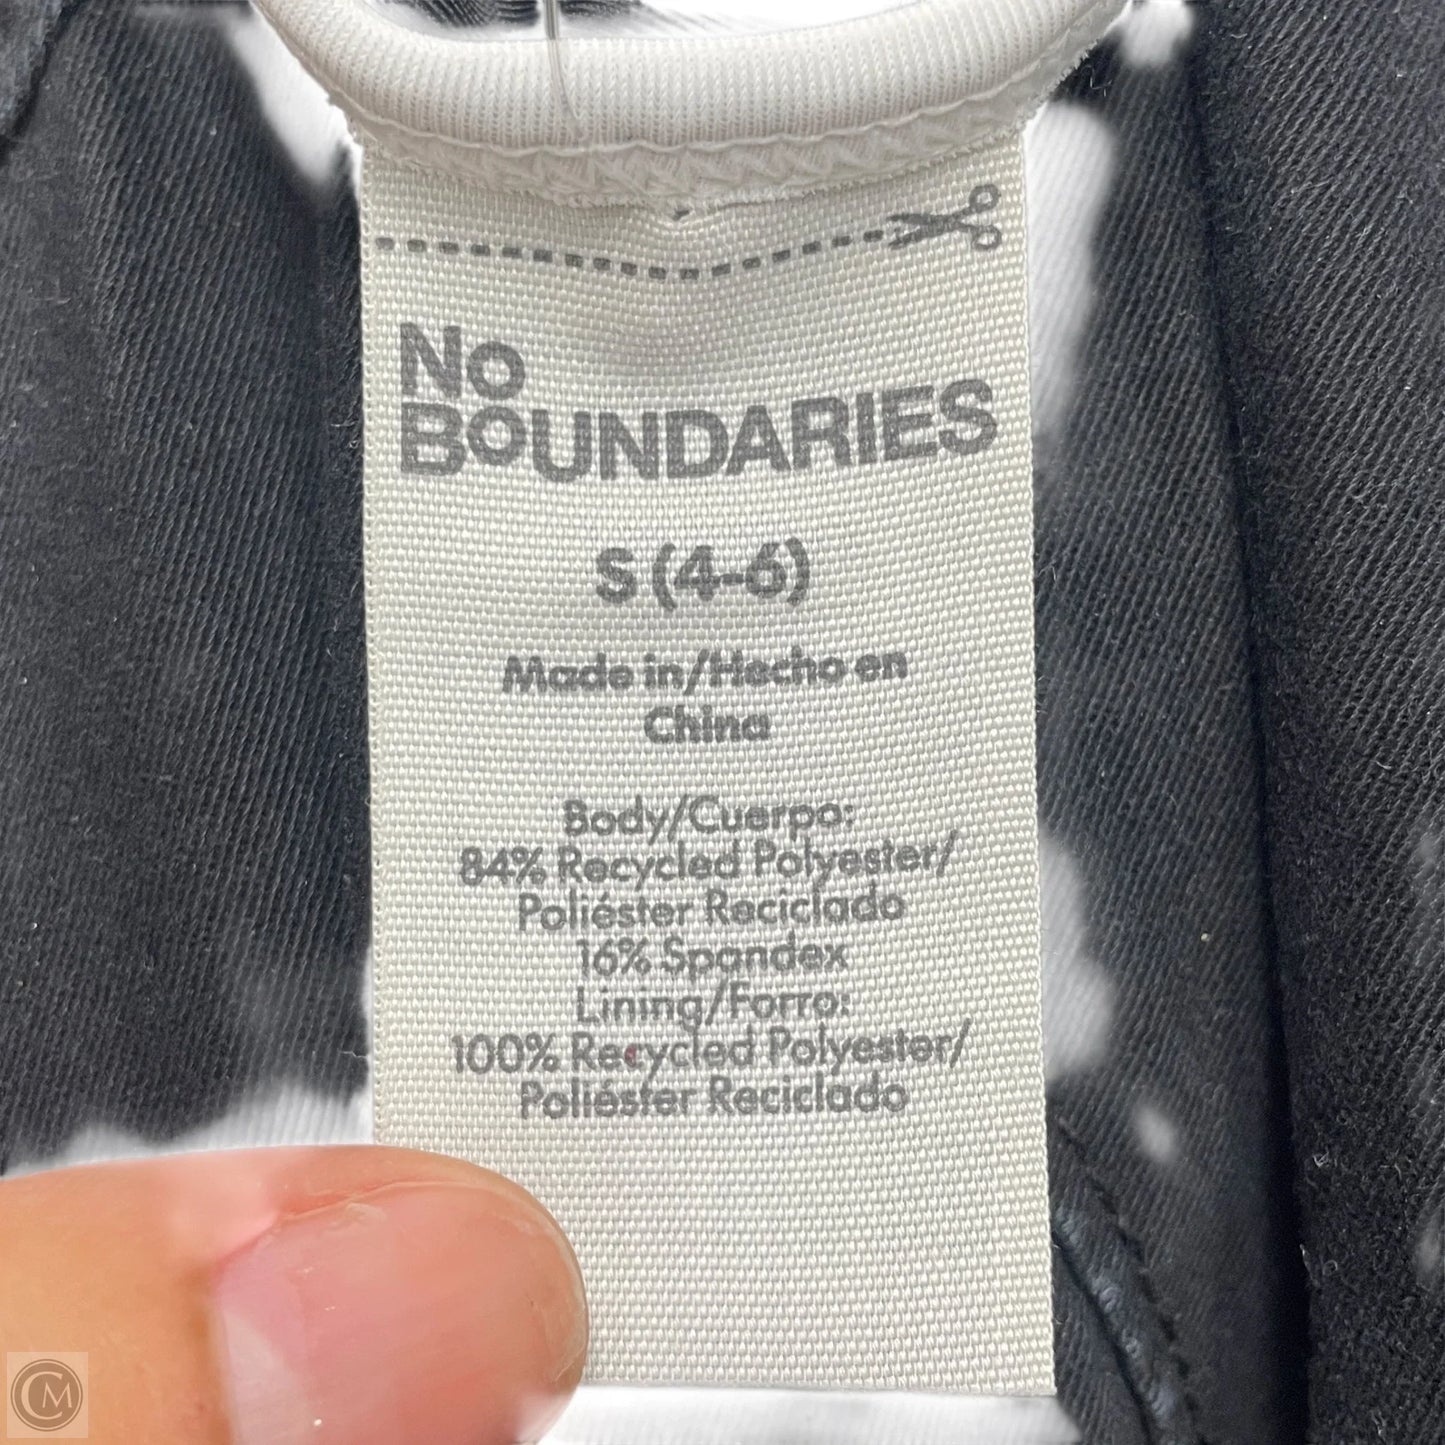 No
BOUNDARIES
S (4-6)
Made in/Hecho en
China
Body/Cuerpo:
84% Recycled Polyester/
Poliéster Reciclado
16% Spandex
Lining/Forro:
100% Recycled Polyester/
Poliéster Reciclado
CM